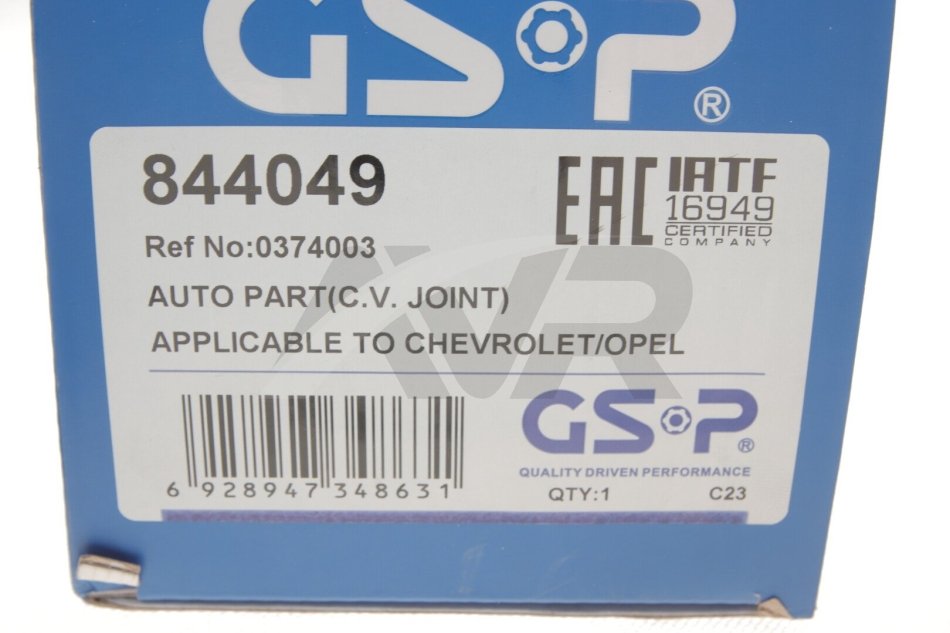 GSP®
844049
EAC
IATF
16949
CERTIFIED
COMPANY
Ref No:0374003
AUTO PART(C.V. JOINT)
APPLICABLE TO CHEVROLET/OPEL
AVR
GSP®
QUALITY DRIVEN PERFORMANCE
6 928947 348631
QTY:1 C23